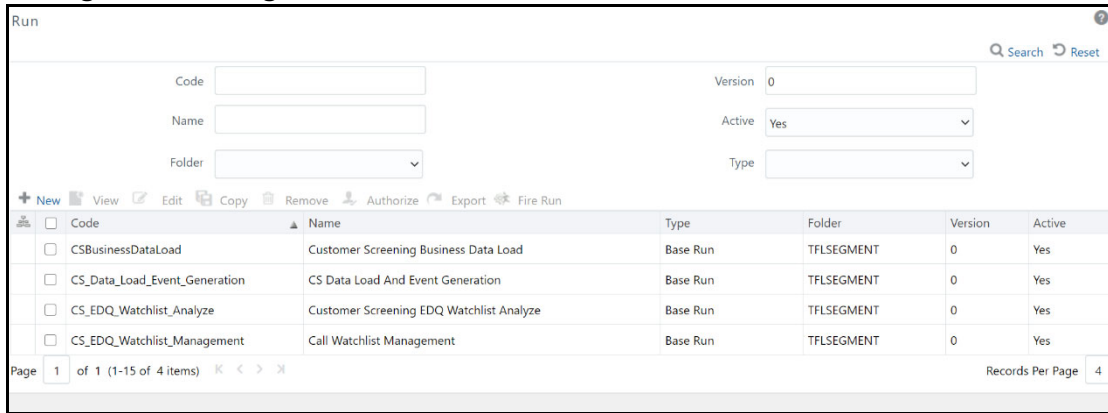 Run
Search Reset
Code Version 0
Name Active Yes
Folder Type
New View Edit Copy Remove Authorize Export Fire Run
Code Name Type Folder Version Active
CSBusinessDataLoad Customer Screening Business Data Load Base Run TFLSEGMENT 0 Yes
CS_Data_Load_Event_Generation CS Data Load And Event Generation Base Run TFLSEGMENT 0 Yes
CS_EDQ_Watchlist_Analyze Customer Screening EDQ Watchlist Analyze Base Run TFLSEGMENT 0 Yes
CS_EDQ_Watchlist_Management Call Watchlist Management Base Run TFLSEGMENT 0 Yes
Page 1 of 1 (1-15 of 4 items) Records Per Page 4